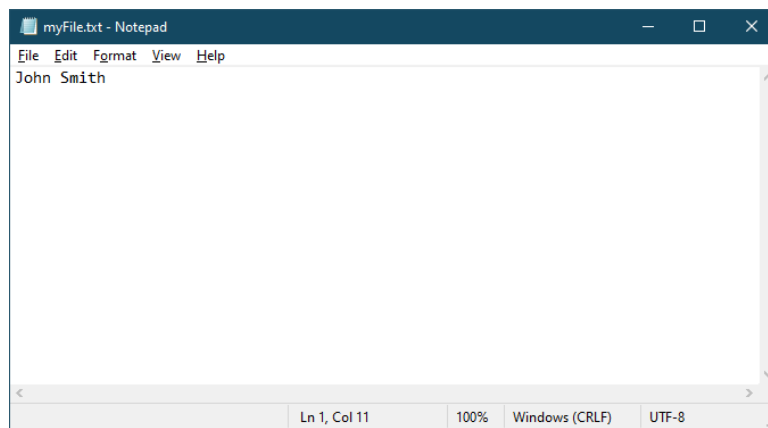 myFile.txt - Notepad
File Edit Format View Help
John Smith
Ln 1, Col 11 100% Windows (CRLF) UTF-8